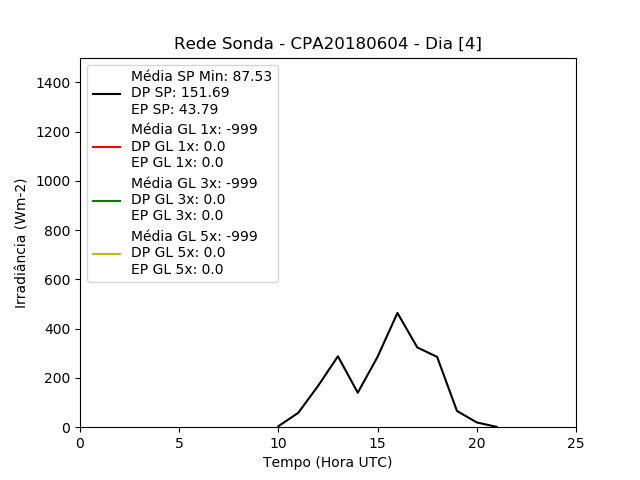 Rede Sonda - CPA20180604 - Dia [4]
Média SP Min: 87.53
DP SP: 151.69
EP SP: 43.79
Média GL 1x: -999
DP GL 1x: 0.0
EP GL 1x: 0.0
Média GL 3x: -999
DP GL 3x: 0.0
EP GL 3x: 0.0
Média GL 5x: -999
DP GL 5x: 0.0
EP GL 5x: 0.0
Irradiância (Wm-2)
1400
1200
1000
800
600
400
200
0
0 5 10 15 20 25
Tempo (Hora UTC)